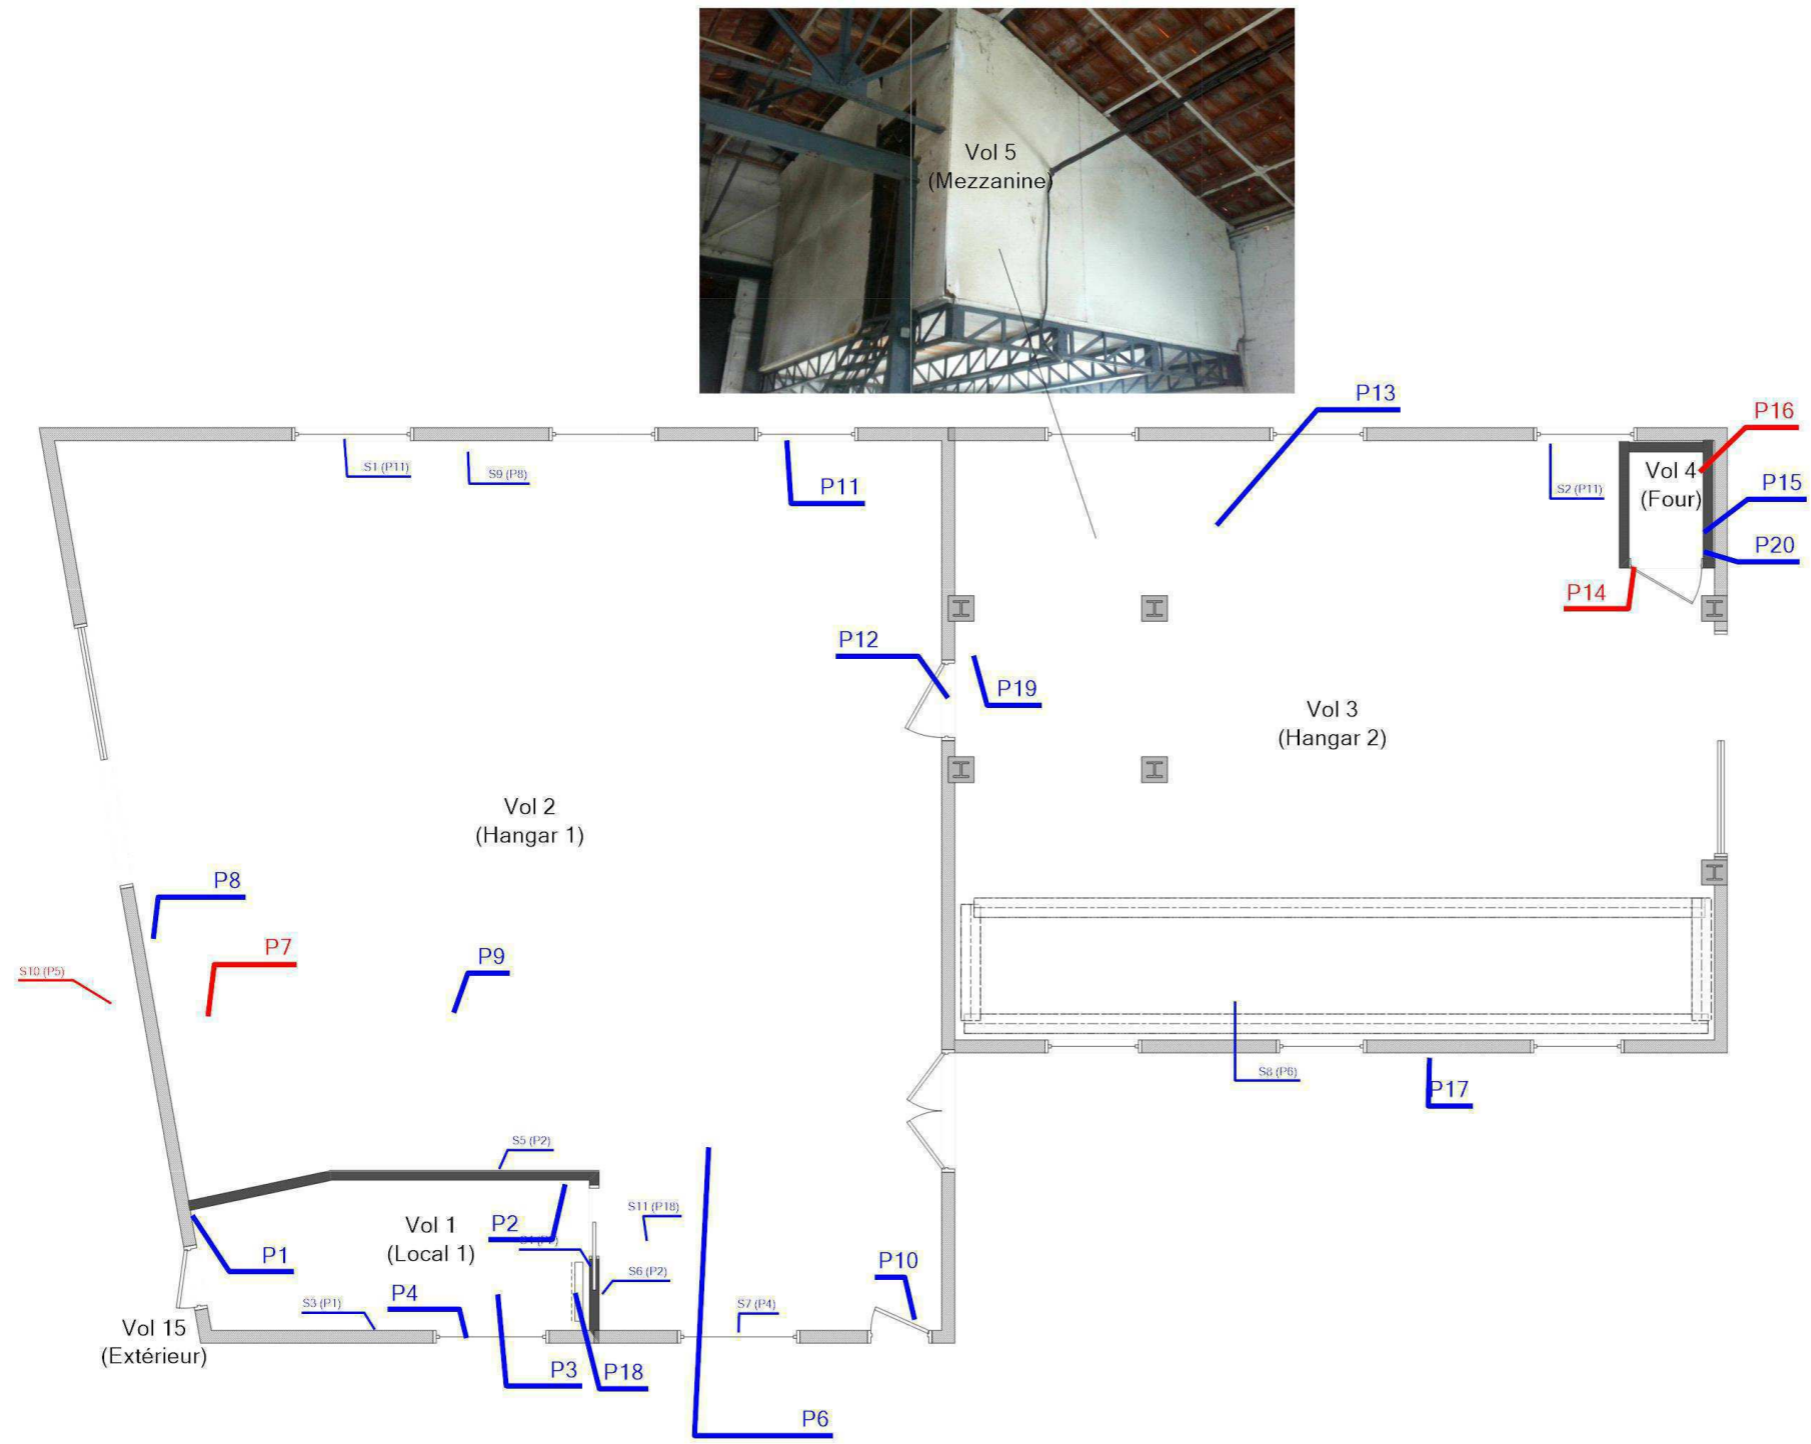 Vol 5
(Mezzanine)
P13
P16
S1 (P11)
S9 (P8)
P11
S2 (P11)
Vol 4
(Four)
P15
P20
P14
P12
P19
Vol 3
(Hangar 2)
Vol 2
(Hangar 1)
P8
P7
S10 (P5)
P9
S8 (P6)
P17
S5 (P2)
S11 (P18)
Vol 1
(Local 1)
P2
P1
S6 (P2)
P10
P4
S3 (P1)
S7 (P4)
Vol 15
(Extérieur)
P3
P18
P6